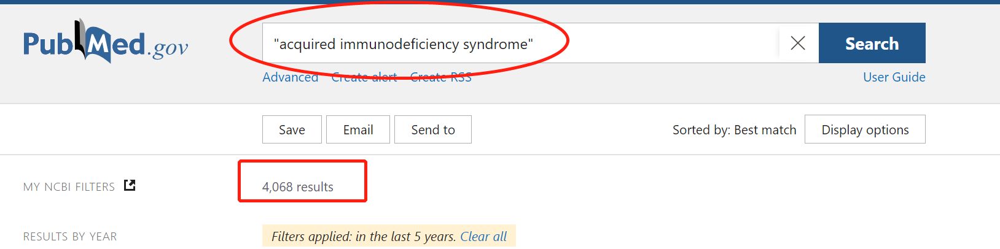 PubMed.gov
"acquired immunodeficiency syndrome"
Search
Advanced Create alert Create RSS
User Guide
Save Email Send to
Sorted by: Best match Display options
MY NCBI FILTERS
4,068 results
RESULTS BY YEAR
Filters applied: in the last 5 years. Clear all